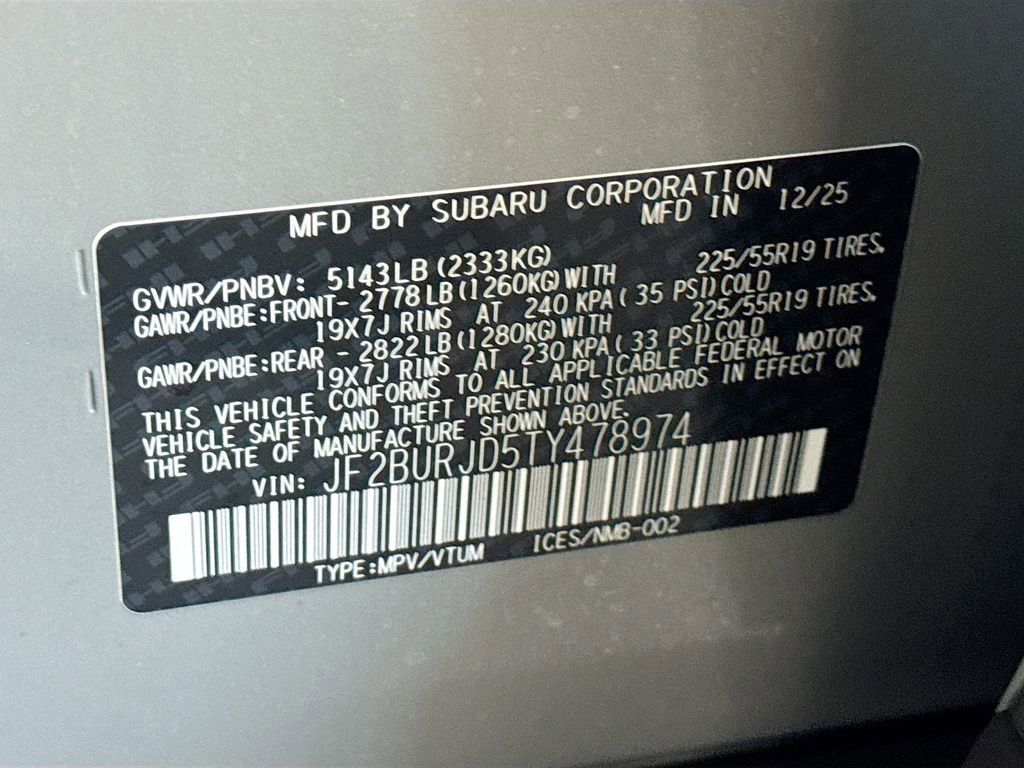 MFD BY SUBARU CORPORATION
MFD IN 12/25
GVWR/PNBV: 5143LB(2333KG)
GAWR/PNBE:FRONT- 2778LB(1260KG)WITH 225/55R19 TIRES,
19X7J RIMS AT 240 KPA(35 PSI)COLD
GAWR/PNBE:REAR - 2822LB(1280KG)WITH 225/55R19 TIRES,
19X7J RIMS AT 230 KPA(33 PSI)COLD
THIS VEHICLE CONFORMS TO ALL APPLICABLE FEDERAL MOTOR
VEHICLE SAFETY AND THEFT PREVENTION STANDARDS IN EFFECT ON
THE DATE OF MANUFACTURE SHOWN ABOVE.
VIN: JF2BURJD5TY478974
TYPE:MPV/VTUM ICES/NMB-002